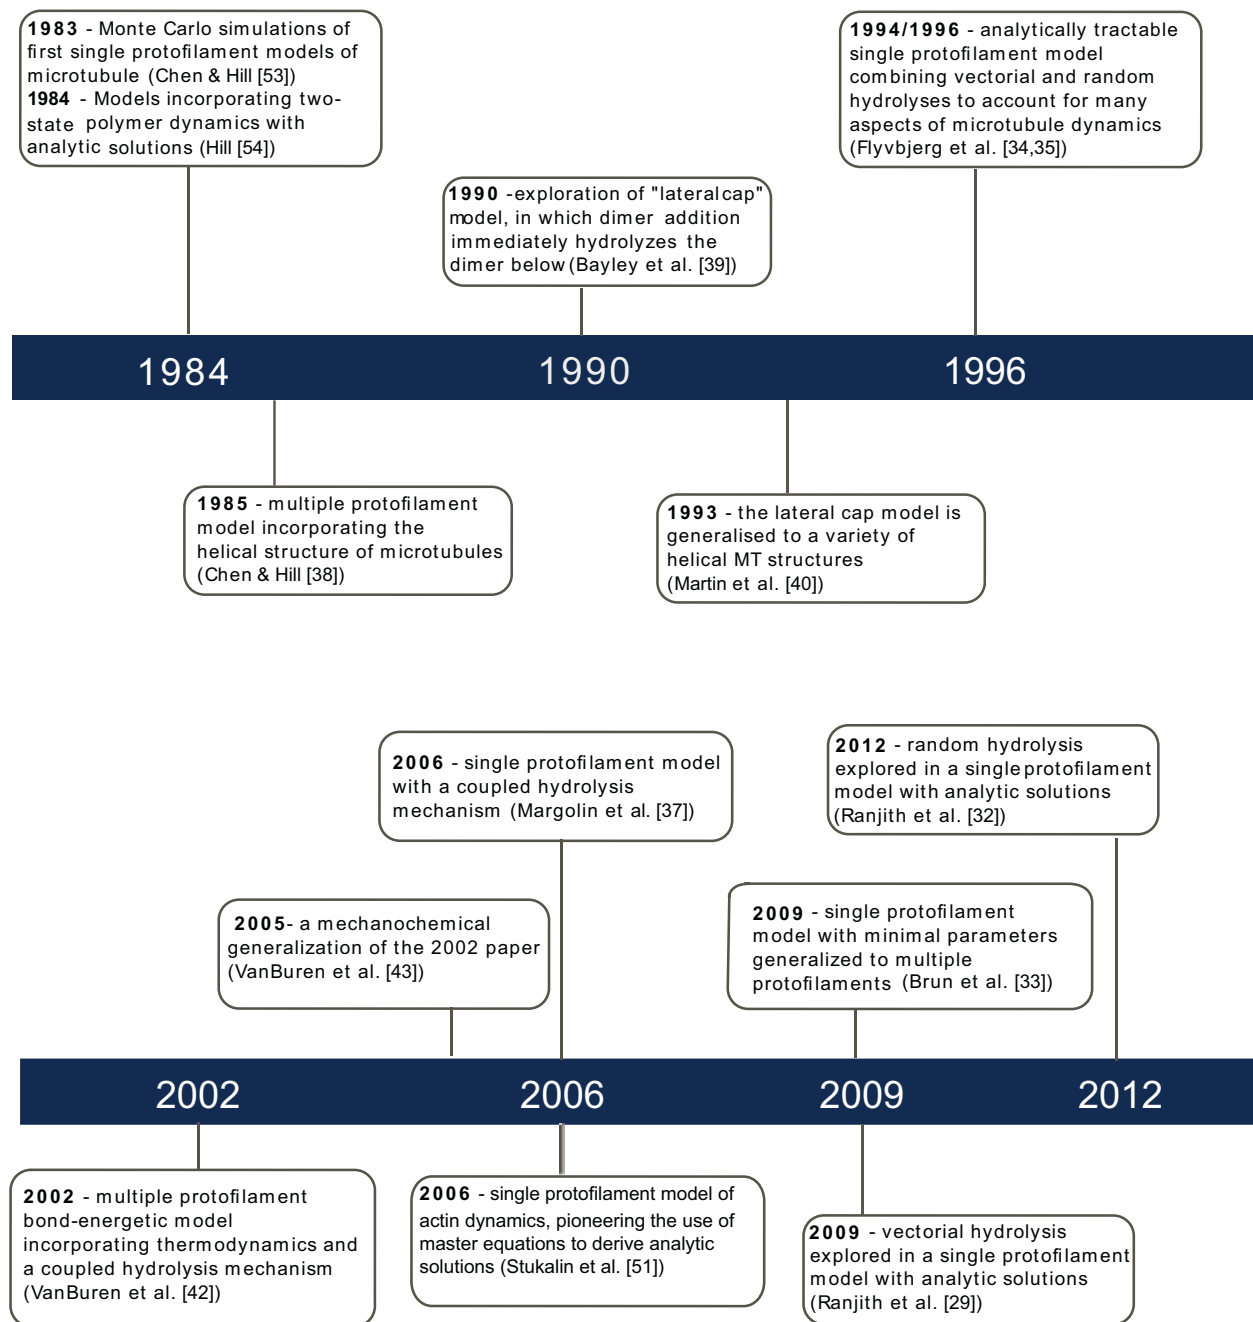 1983 - Monte Carlo simulations of
first single protofilament models of
microtubule (Chen & Hill [53])
1984 - Models incorporating two-
state polymer dynamics with
analytic solutions (Hill [54])
1994/1996 - analytically tractable
single protofilament model
combining vectorial and random
hydrolyses to account for many
aspects of microtubule dynamics
(Flyvbjerg et al. [34,35])
1990 -exploration of "lateral cap"
model, in which dimer addition
immediately hydrolyzes the
dimer below (Bayley et al. [39])
1984
1990
1996
1985 - multiple protofilament
model incorporating the
helical structure of microtubules
(Chen & Hill [38])
1993 - the lateral cap model is
generalised to a variety of
helical MT structures
(Martin et al. [40])
2006 - single protofilament model
with a coupled hydrolysis
mechanism (Margolin et al. [37])
2012 - random hydrolysis
explored in a single protofilament
model with analytic solutions
(Ranjith et al. [32])
2005- a mechanochemical
generalization of the 2002 paper
(VanBuren et al. [43])
2009 - single protofilament
model with minimal parameters
generalized to multiple
protofilaments (Brun et al. [33])
2002
2006
2009
2012
2002 - multiple protofilament
bond-energetic model
incorporating thermodynamics and
a coupled hydrolysis mechanism
(VanBuren et al. [42])
2006 - single protofilament model of
actin dynamics, pioneering the use of
master equations to derive analytic
solutions (Stukalin et al. [51])
2009 - vectorial hydrolysis
explored in a single protofilament
model with analytic solutions
(Ranjith et al. [29])